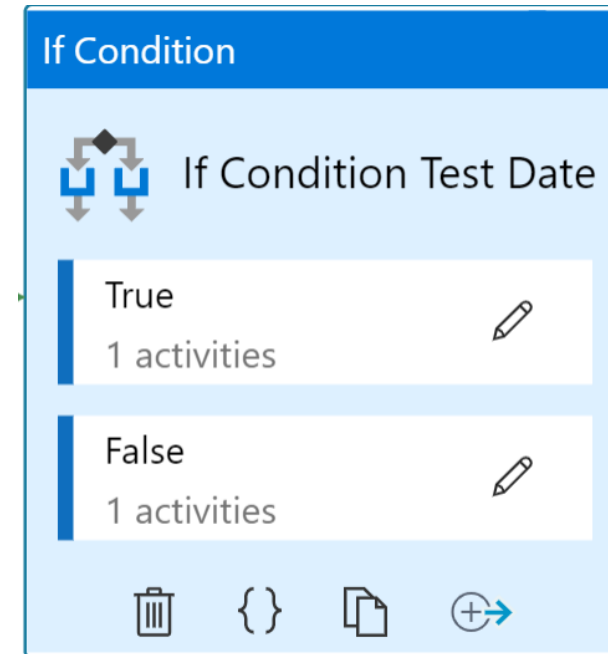 If Condition
If Condition Test Date
True
1 activities
False
1 activities